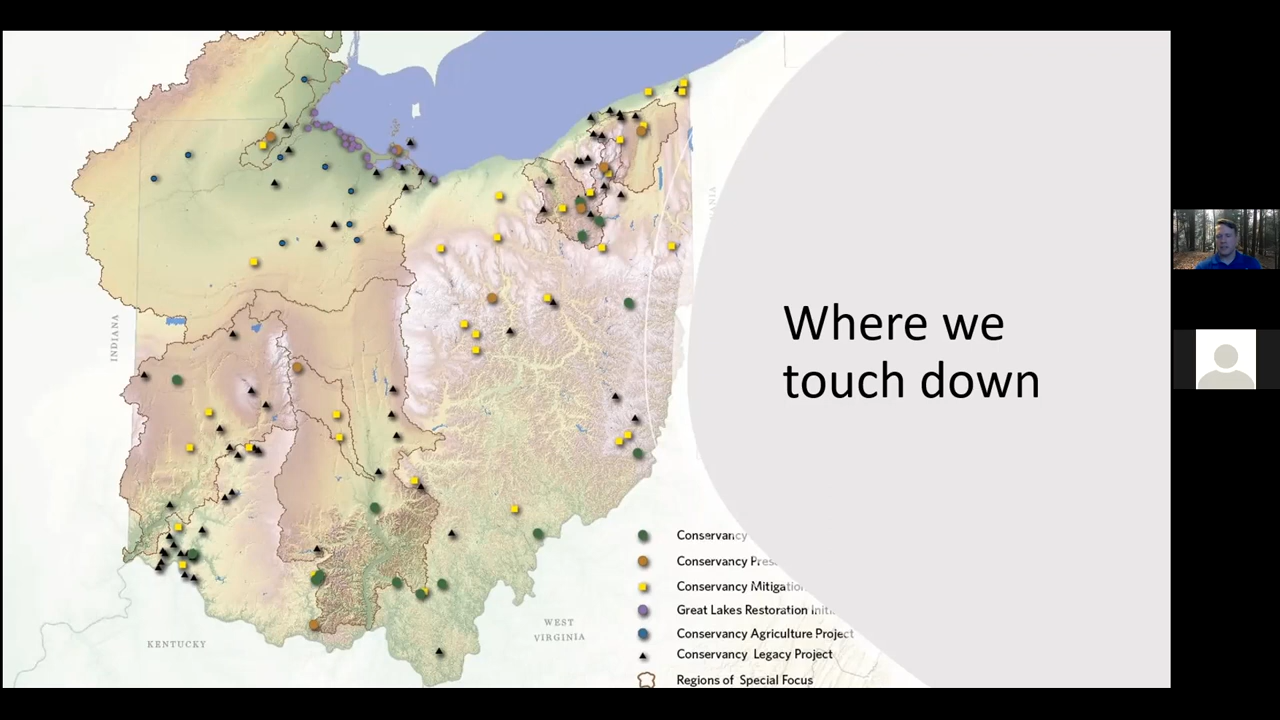 INDIANA
KENTUCKY
WEST
VIRGINIA
Conservancy
Conservancy
Conservancy Mitigation
Great Lakes Restoration
Conservancy Agriculture Project
Conservancy Legacy Project
Regions of Special Focus
Where we
touch down